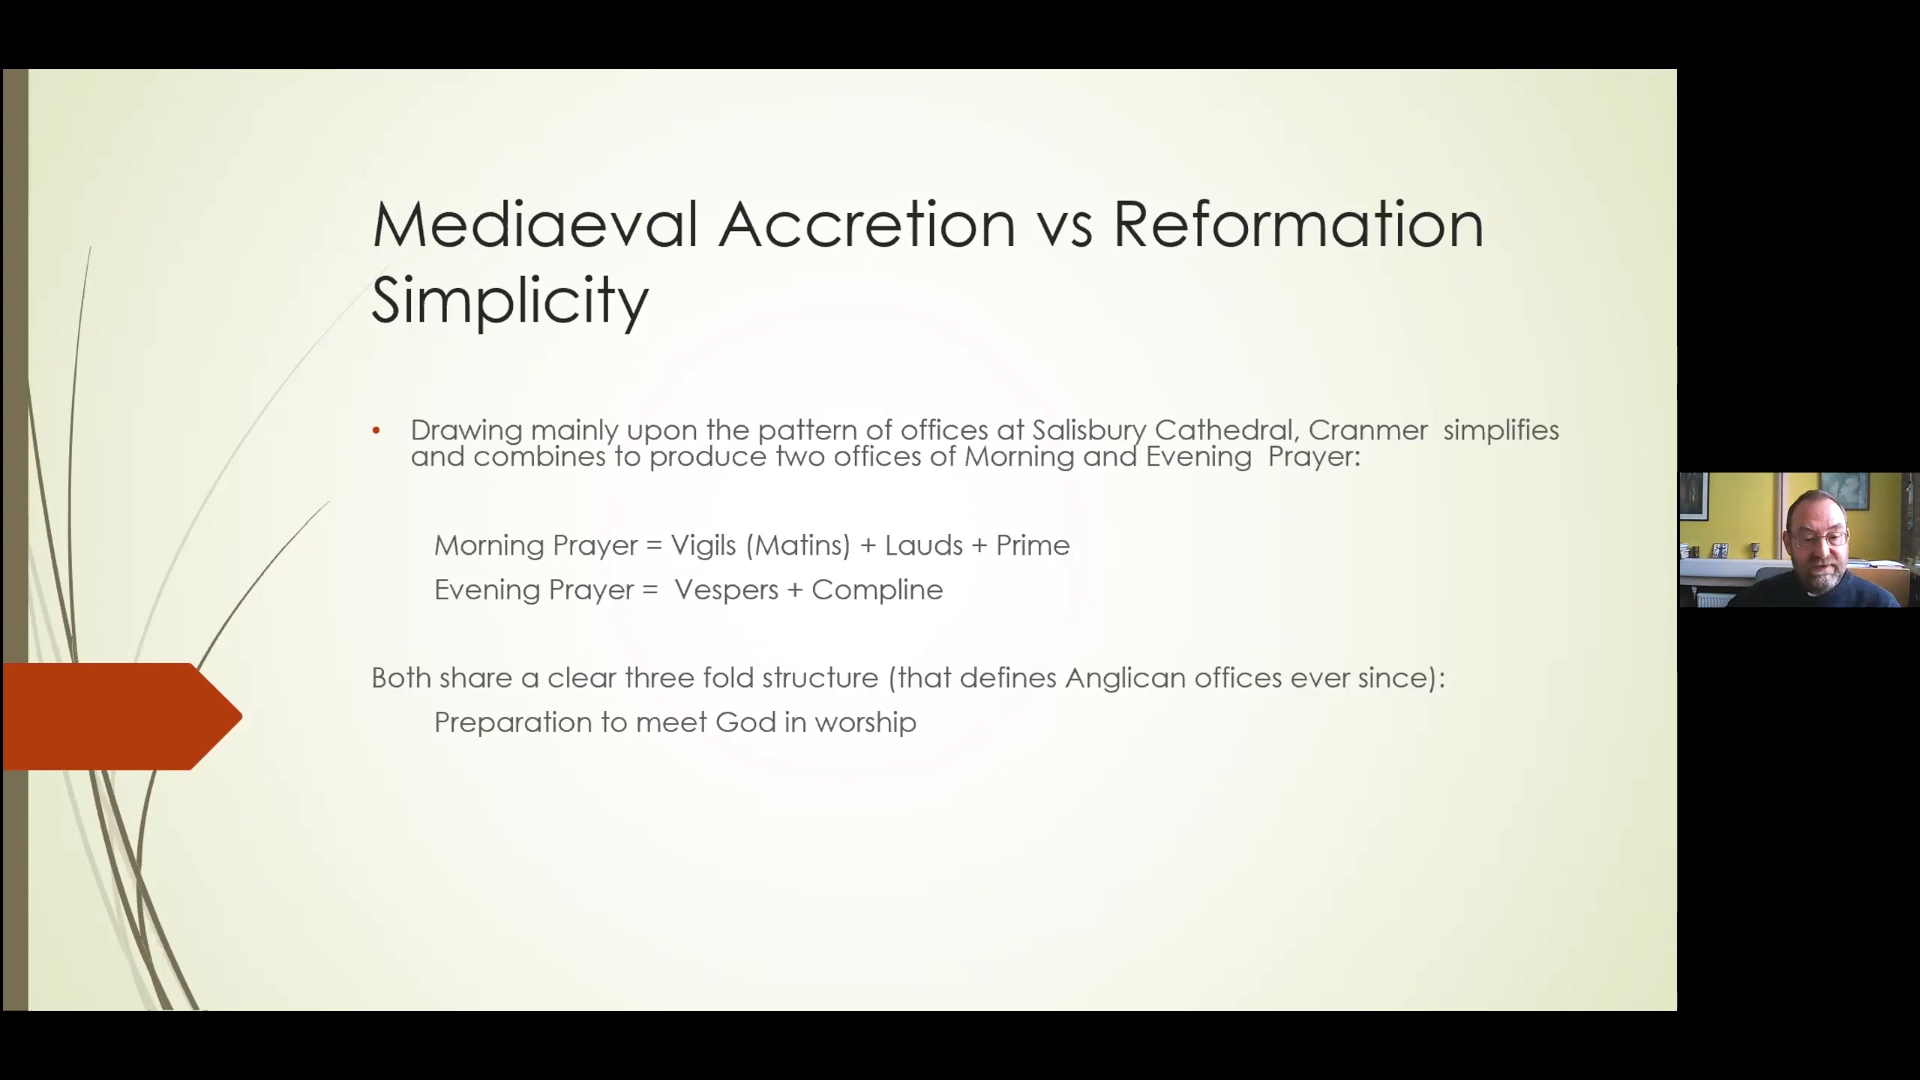 Mediaeval Accretion vs Reformation
Simplicity
• Drawing mainly upon the pattern of offices at Salisbury Cathedral, Cranmer  simplifies
and combines to produce two offices of Morning and Evening  Prayer:
Morning Prayer = Vigils (Matins) + Lauds + Prime
Evening Prayer =  Vespers + Compline
Both share a clear three fold structure (that defines Anglican offices ever since):
Preparation to meet God in worship